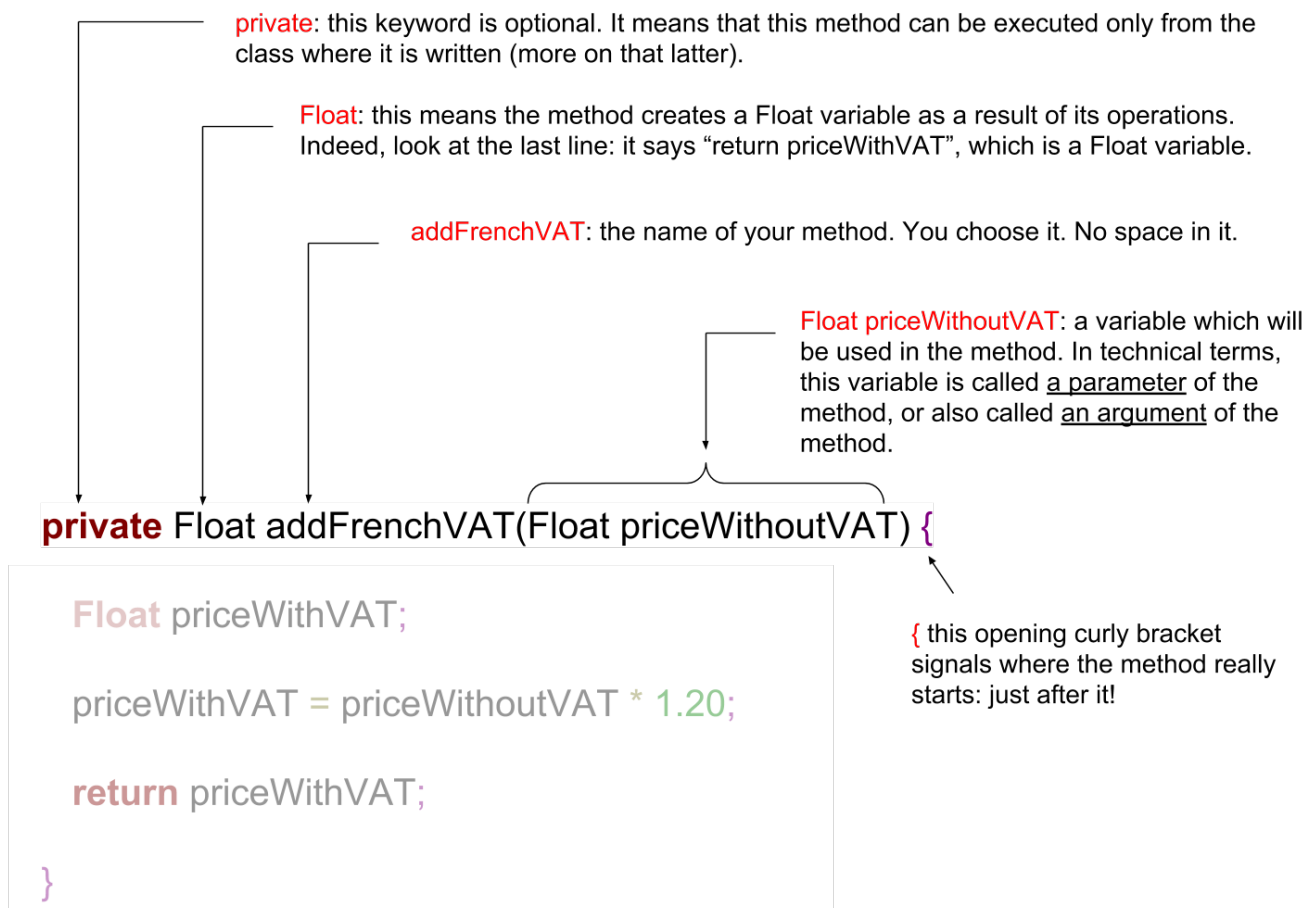 private: this keyword is optional. It means that this method can be executed only from the
class where it is written (more on that latter).
Float: this means the method creates a Float variable as a result of its operations.
Indeed, look at the last line: it says “return priceWithVAT”, which is a Float variable.
addFrenchVAT: the name of your method. You choose it. No space in it.
Float priceWithoutVAT: a variable which will
be used in the method. In technical terms,
this variable is called a parameter of the
method, or also called an argument of the
method.
private Float addFrenchVAT(Float priceWithoutVAT) {
Float priceWithVAT;
priceWithVAT = priceWithoutVAT * 1.20;
return priceWithVAT;
}
{ this opening curly bracket
signals where the method really
starts: just after it!